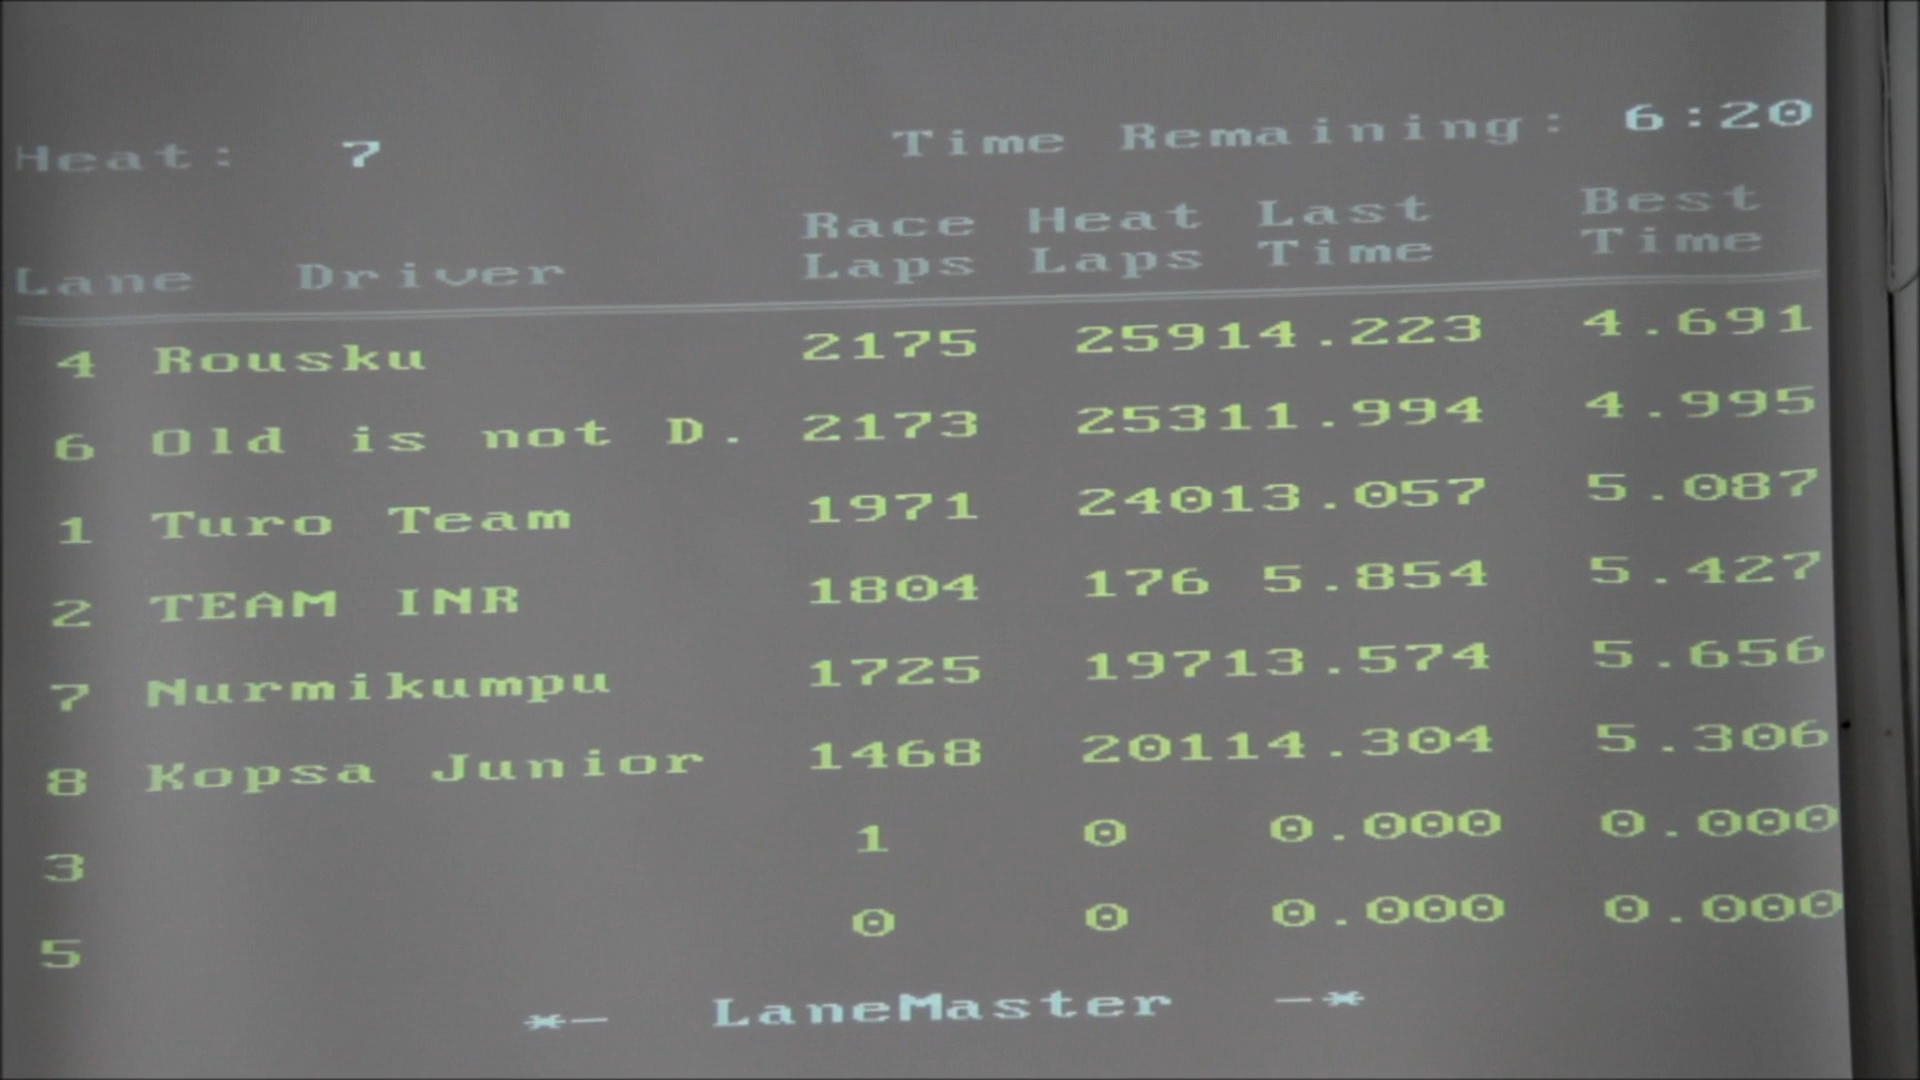 Heat: 7 Time Remaining: 6:20
Race Heat Last Best
Lane Driver Laps Laps Time Time
4 Rousku 2175 25914.223 4.691
6 Old is not D. 2173 25311.994 4.995
1 Turo Team 1971 24013.057 5.087
2 TEAM INR 1804 176 5.854 5.427
7 Nurmikumpu 1725 19713.574 5.656
8 Kopsa Junior 1468 20114.304 5.306
3 1 0 0.000 0.000
5 0 0 0.000 0.000
*- LaneMaster -*